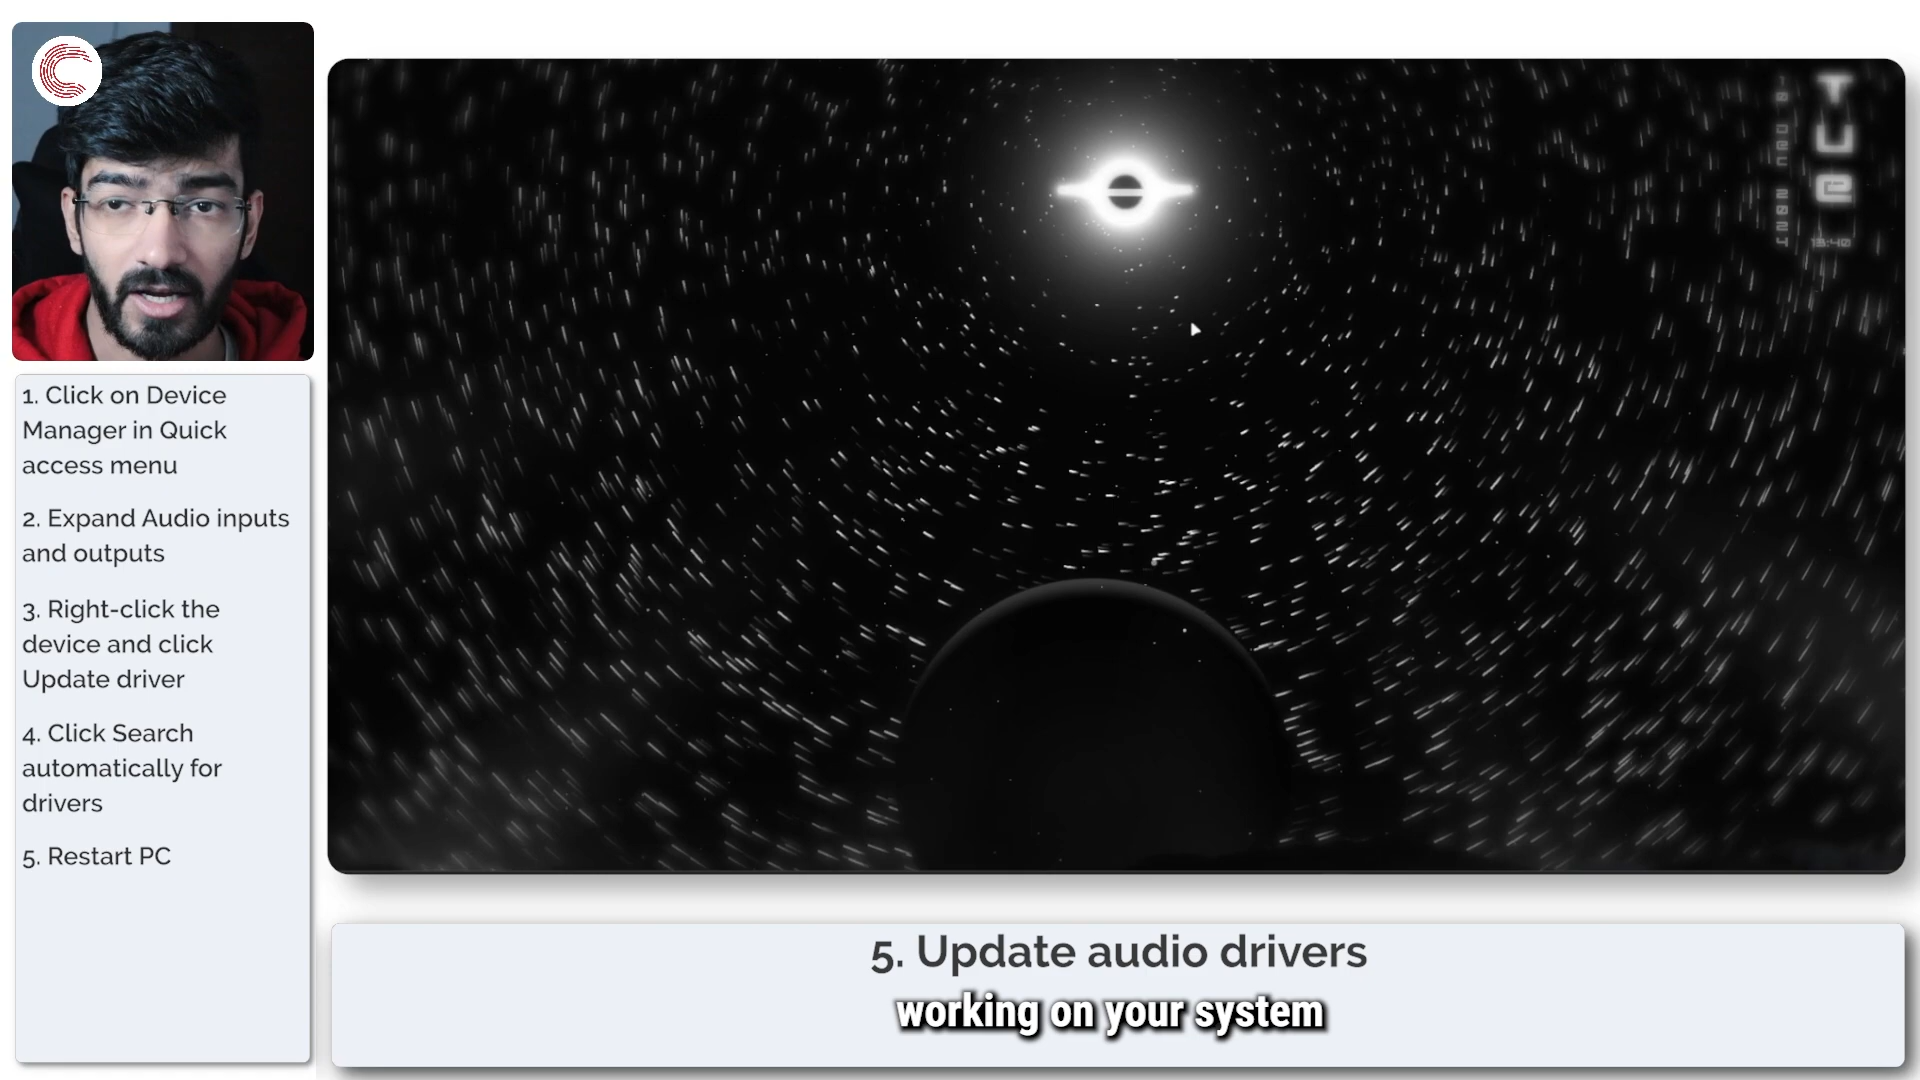 1. Click on Device
Manager in Quick
access menu
2. Expand Audio inputs
and outputs
3. Right-click the
device and click
Update driver
4. Click Search
automatically for
drivers
5. Restart PC
TUE
5. Update audio drivers
working on your system